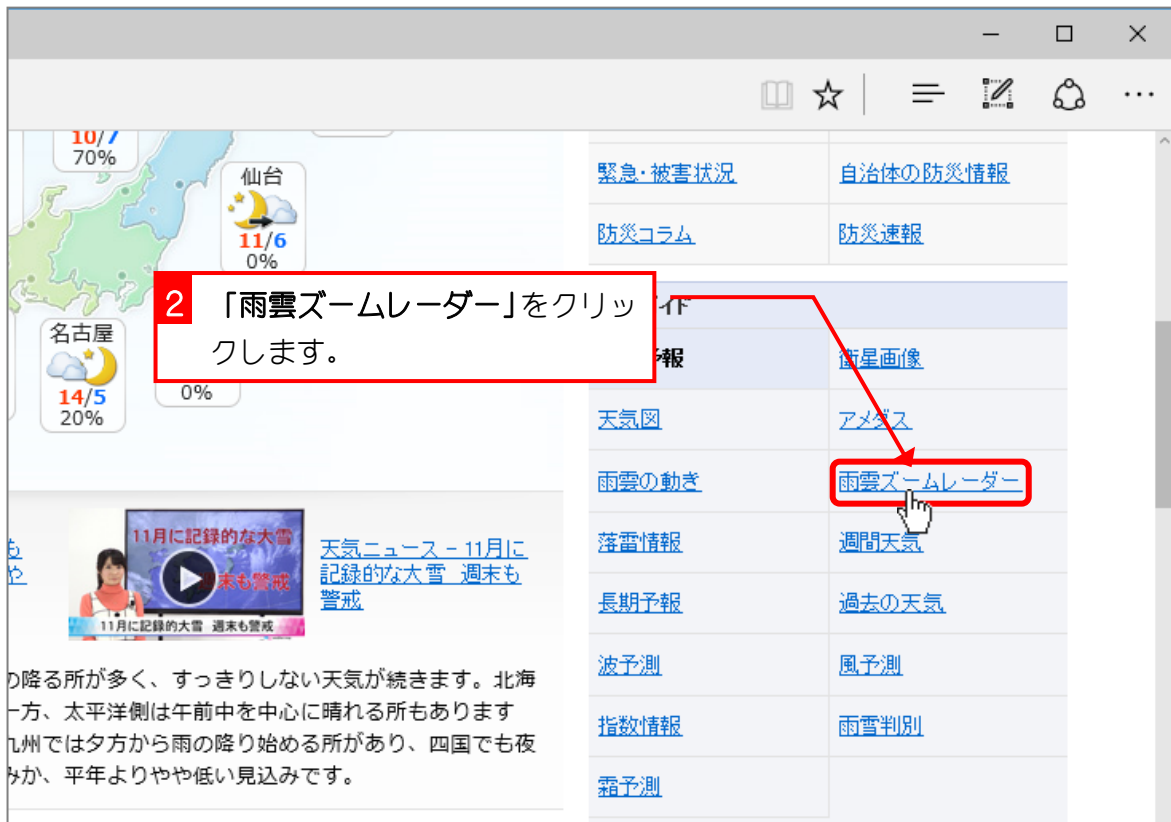 10/7
70%
仙台
11/6
0%
名古屋
14/5
20%
0%
2 「雨雲ズームレーダー」をクリッ
クします。
緊急・被害状況 自治体の防災情報
防災コラム 防災速報
イド
予報 衛星画像
天気図 アメダス
雨雲の動き 雨雲ズームレーダー
落雷情報 週間天気
長期予報 過去の天気
波予測 風予測
指数情報 雨雪判別
霜予測
も
や
11月に記録的な大雪
週末も警戒
11月に記録的大雪 週末も警戒
天気ニュース - 11月に
記録的な大雪 週末も
警戒
の降る所が多く、すっきりしない天気が続きます。北海
一方、太平洋側は午前中を中心に晴れる所もあります
九州では夕方から雨の降り始める所があり、四国でも夜
みか、平年よりやや低い見込みです。